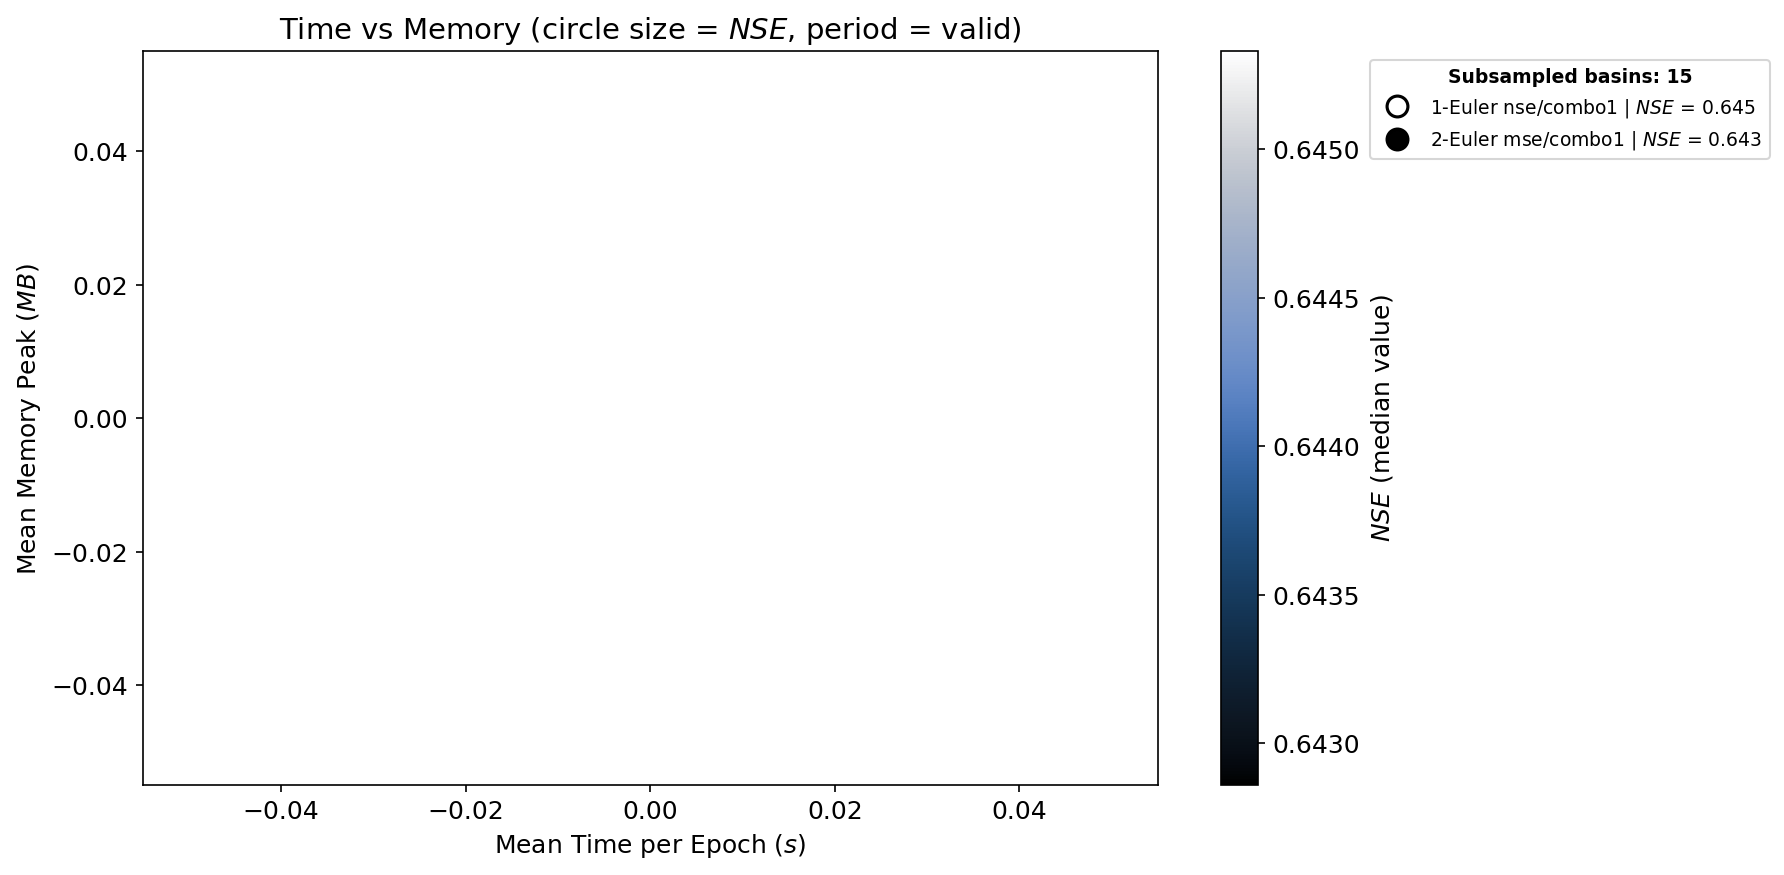 Time vs Memory (circle size = NSE, period = valid)
Mean Memory Peak (MB)
0.04
0.02
0.00
−0.02
−0.04
−0.04
−0.02
0.00
0.02
0.04
Mean Time per Epoch (s)
0.6450
0.6445
0.6440
0.6435
0.6430
NSE (median value)
Subsampled basins: 15
1-Euler nse/combo1 | NSE = 0.645
2-Euler mse/combo1 | NSE = 0.643